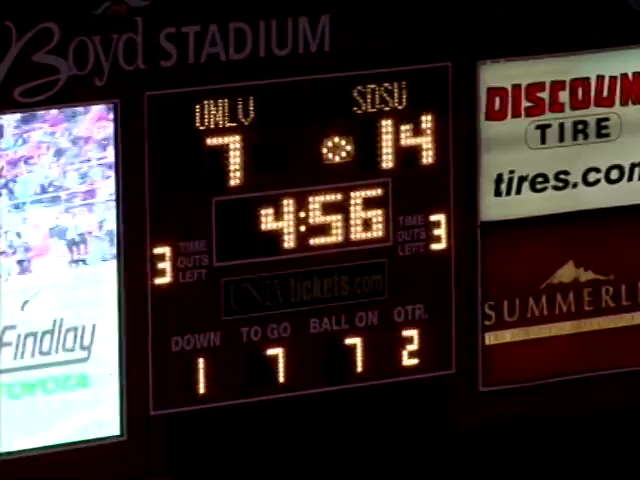 Boyd STADIUM
UNLV SDSU
7 14
4:56
3 TIME OUTS LEFT
TIME OUTS LEFT 3
UNLVtickets.com
DOWN TO GO BALL ON QTR.
1 7 7 2
Findlay
TOYOTA
DISCOUN
TIRE
tires.com
SUMMERLI